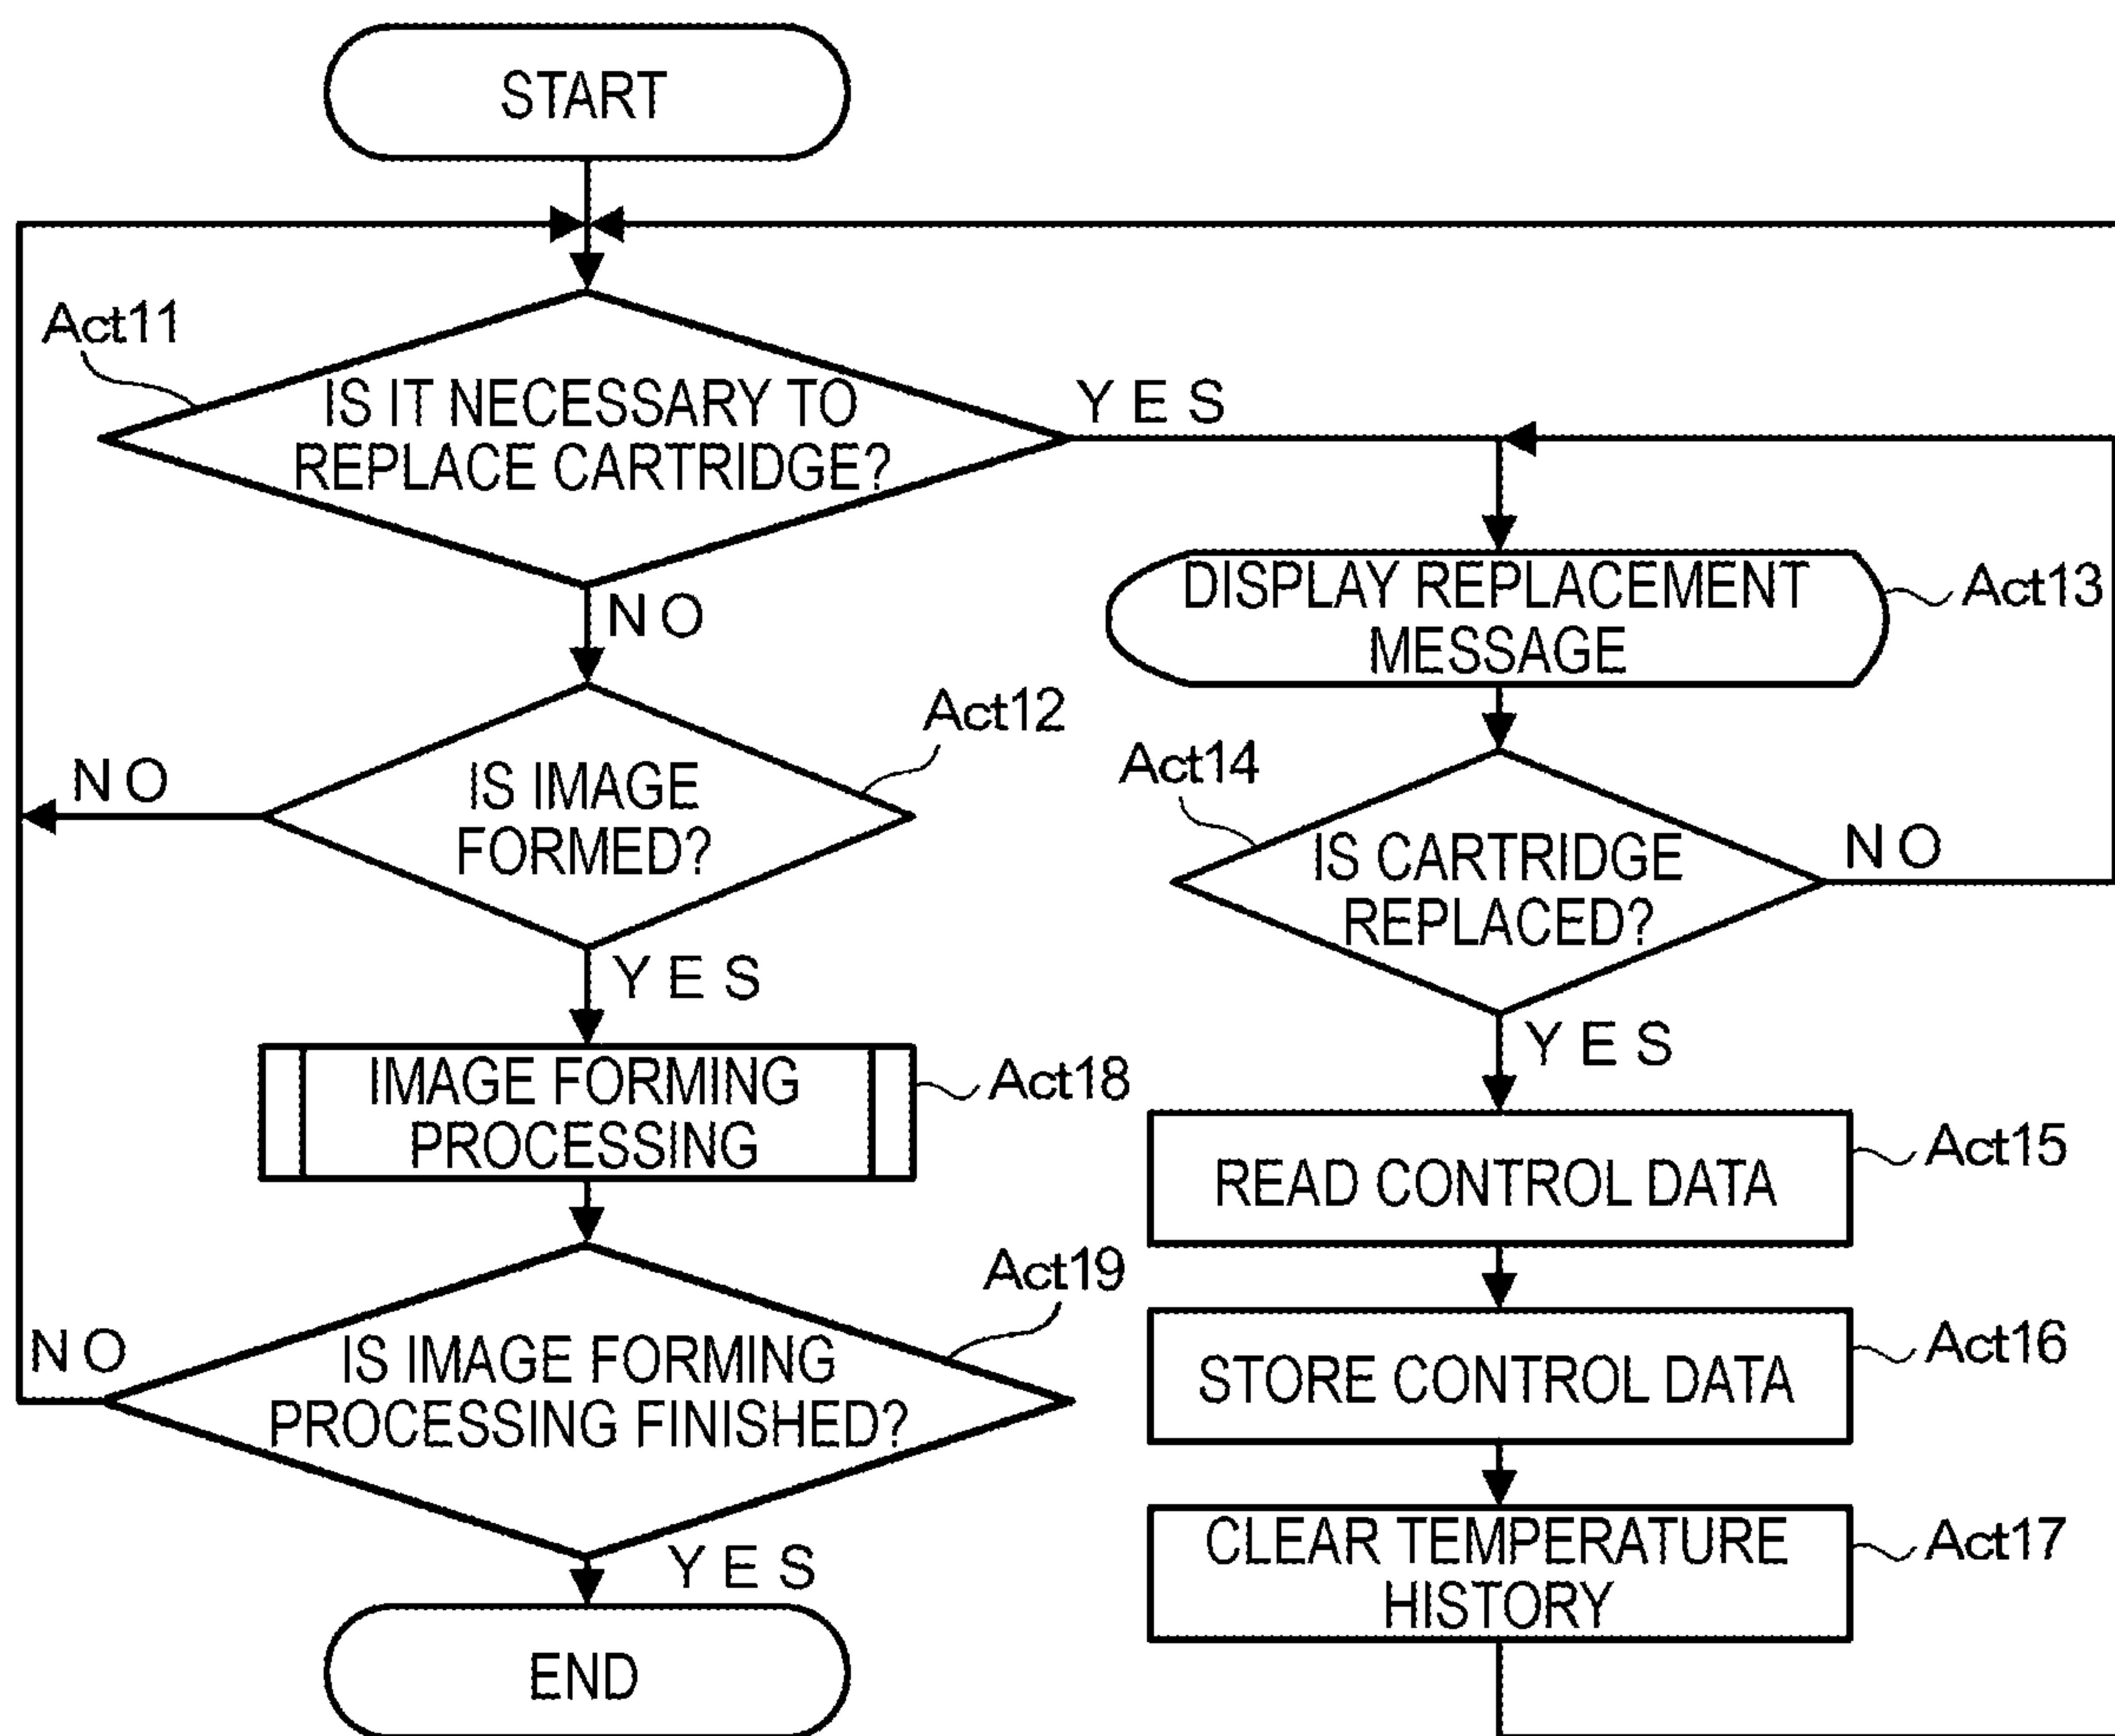 START
Act11
IS IT NECESSARY TO
REPLACE CARTRIDGE?
YES
NO
Act12
IS IMAGE
FORMED?
NO
YES
IMAGE FORMING
PROCESSING
Act18
Act19
IS IMAGE FORMING
PROCESSING FINISHED?
NO
YES
END
DISPLAY REPLACEMENT
MESSAGE
Act13
Act14
IS CARTRIDGE
REPLACED?
NO
YES
READ CONTROL DATA
Act15
STORE CONTROL DATA
Act16
CLEAR TEMPERATURE
HISTORY
Act17